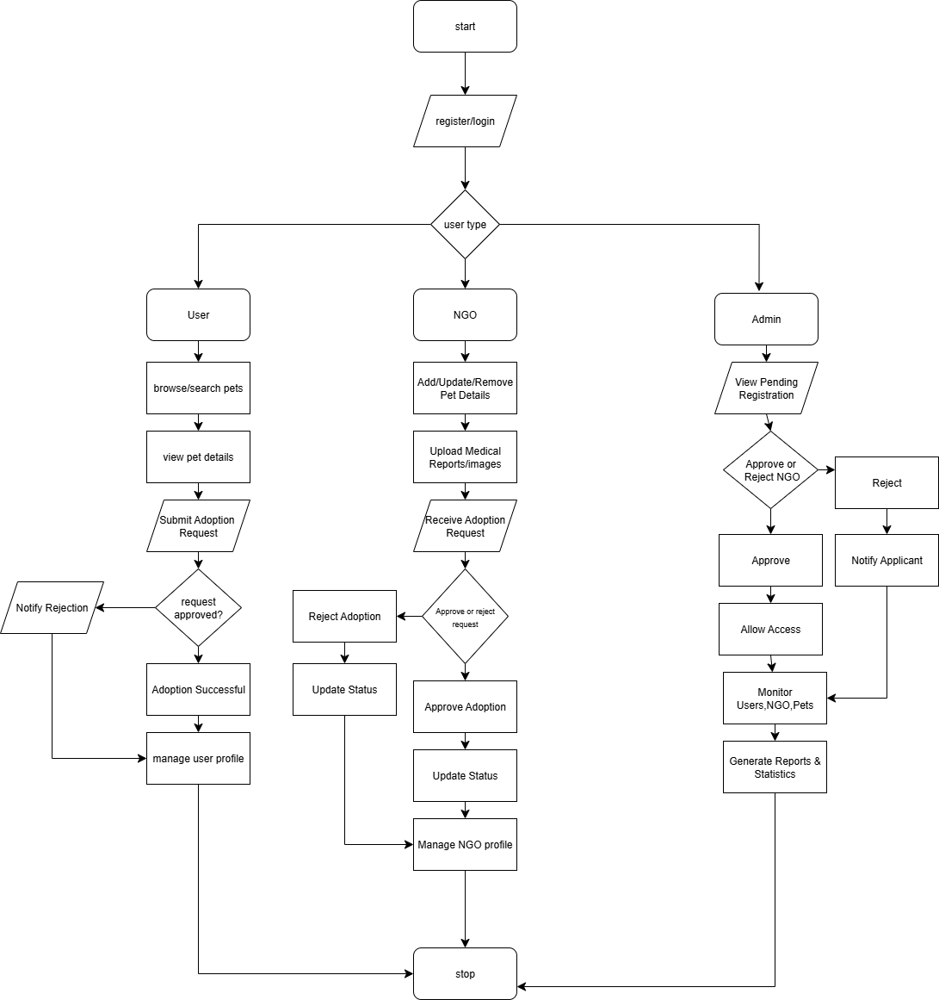 start
register/login
user type
User
NGO
Admin
browse/search pets
Add/Update/Remove
Pet Details
View Pending
Registration
view pet details
Upload Medical
Reports/images
Approve or
Reject NGO
Reject
Submit Adoption
Request
Receive Adoption
Request
Approve
Notify Applicant
Notify Rejection
request
approved?
Reject Adoption
Approve or reject
request
Allow Access
Adoption Successful
Update Status
Approve Adoption
Monitor
Users,NGO,Pets
manage user profile
Update Status
Generate Reports &
Statistics
Manage NGO profile
stop